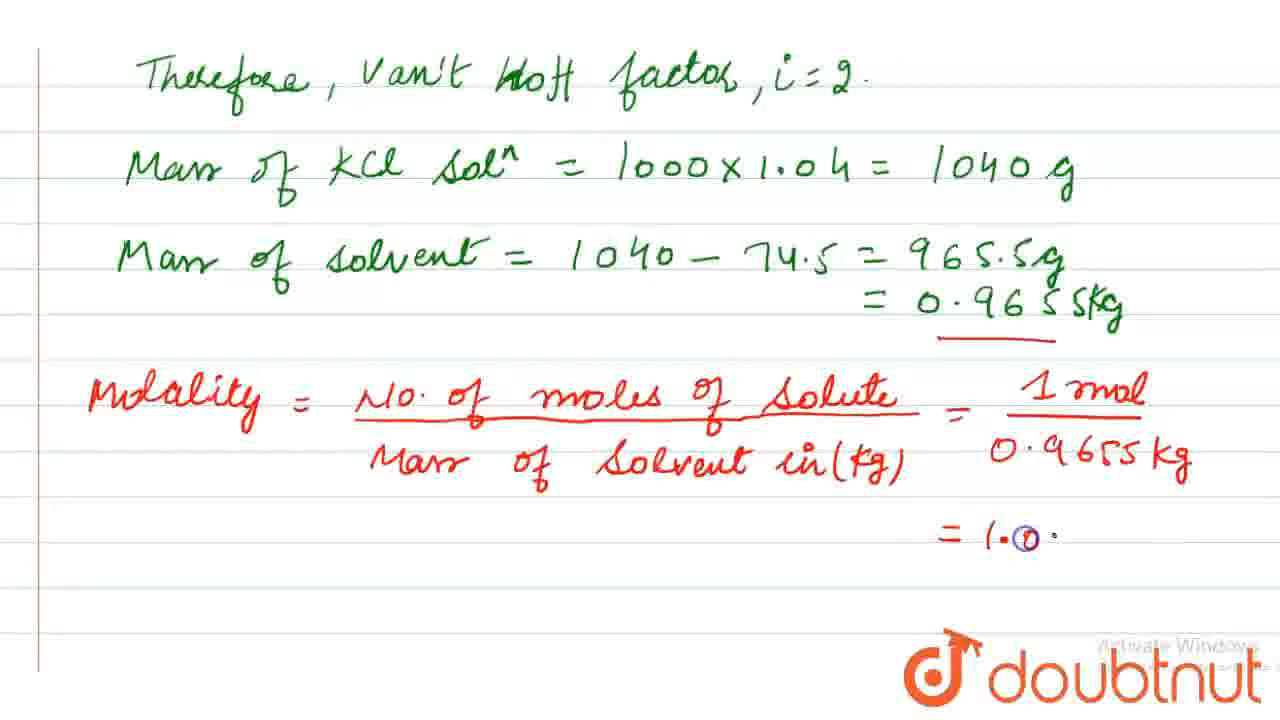 Therefore, Van't Hoff factor, i = 2.
Mass of KCl solⁿ = 1000 × 1.04 = 1040 g
Mass of solvent = 1040 – 74.5 = 965.5g
= 0.9655kg
Molality = No. of moles of solute / Mass of solvent in (kg) = 1 mol / 0.9655 kg
= 1.0
Activate Windows
doubtnut